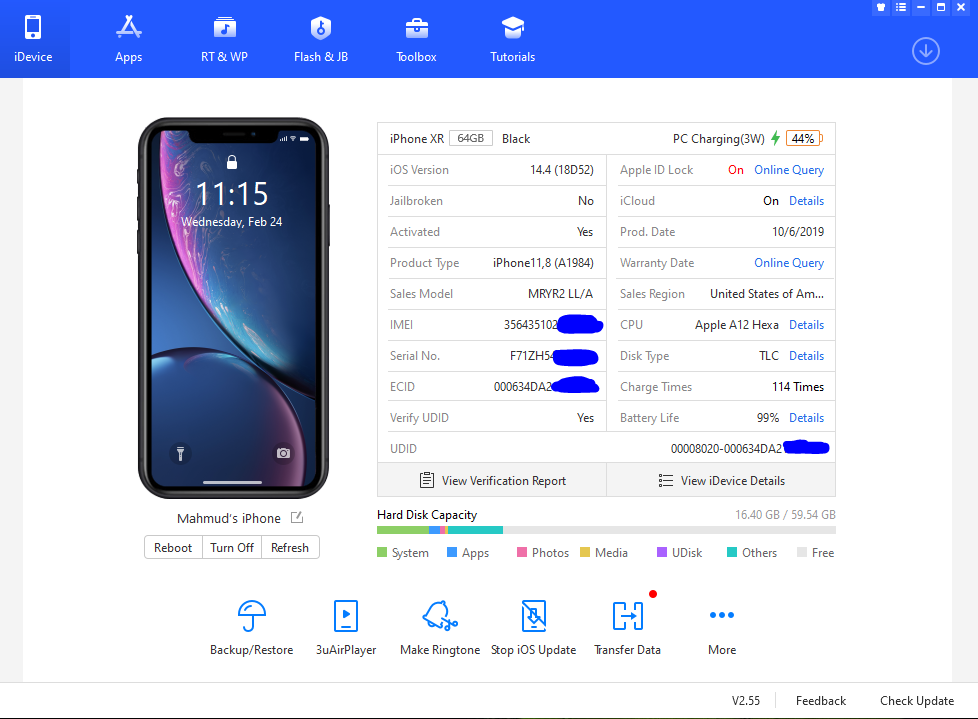 iDevice
Apps
RT & WP
Flash & JB
Toolbox
Tutorials
11:15
Wednesday, Feb 24
Mahmud's iPhone
Reboot
Turn Off
Refresh
iPhone XR 64GB Black PC Charging(3W) 44%
iOS Version 14.4 (18D52) Apple ID Lock On Online Query
Jailbroken No iCloud On Details
Activated Yes Prod. Date 10/6/2019
Product Type iPhone11,8 (A1984) Warranty Date Online Query
Sales Model MRYR2 LL/A Sales Region United States of Am...
IMEI 356435102 CPU Apple A12 Hexa Details
Serial No. F71ZH54 Disk Type TLC Details
ECID 000634DA2 Charge Times 114 Times
Verify UDID Yes Battery Life 99% Details
UDID 00008020-000634DA2
View Verification Report View iDevice Details
Hard Disk Capacity 16.40 GB / 59.54 GB
System Apps Photos Media UDisk Others Free
Backup/Restore
3uAirPlayer
Make Ringtone
Stop iOS Update
Transfer Data
More
V2.55
Feedback
Check Update